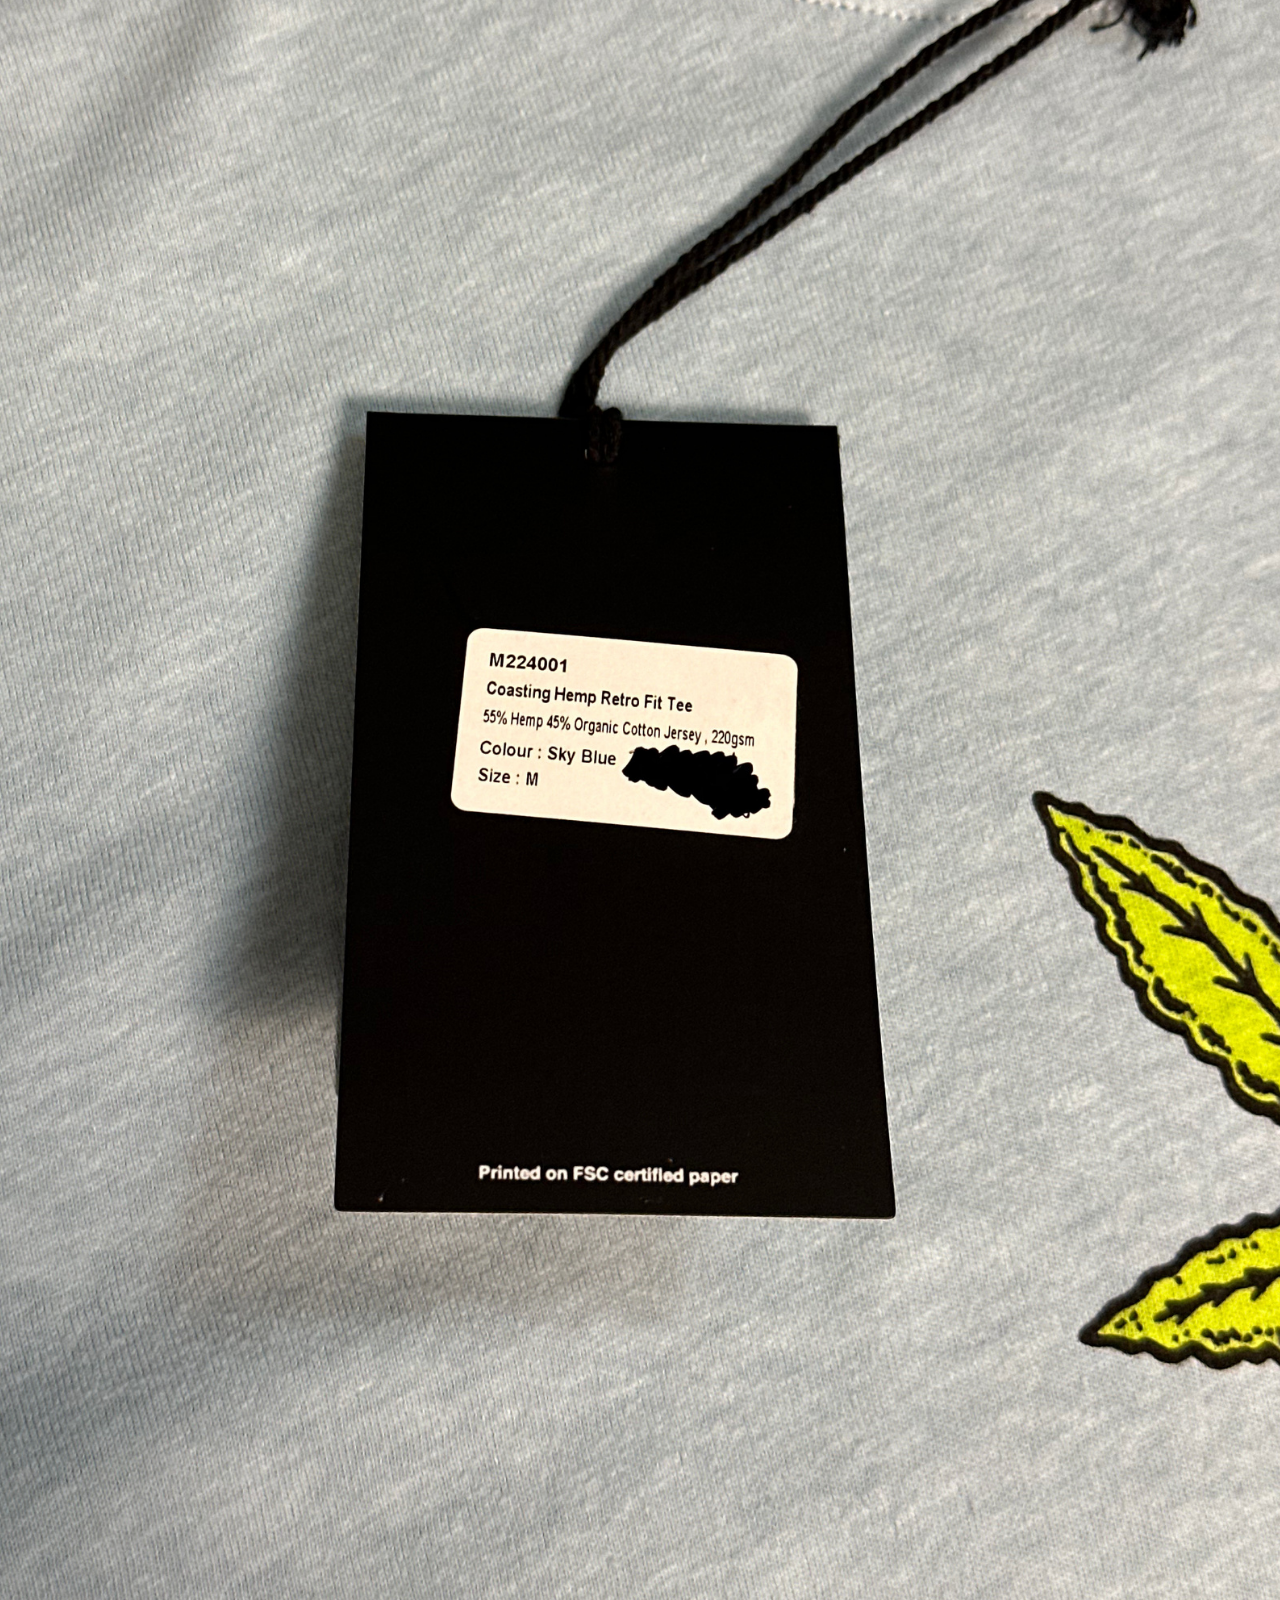 M224001
Coasting Hemp Retro Fit Tee
55% Hemp 45% Organic Cotton Jersey , 220gsm
Colour : Sky Blue
Size : M
Printed on FSC certified paper